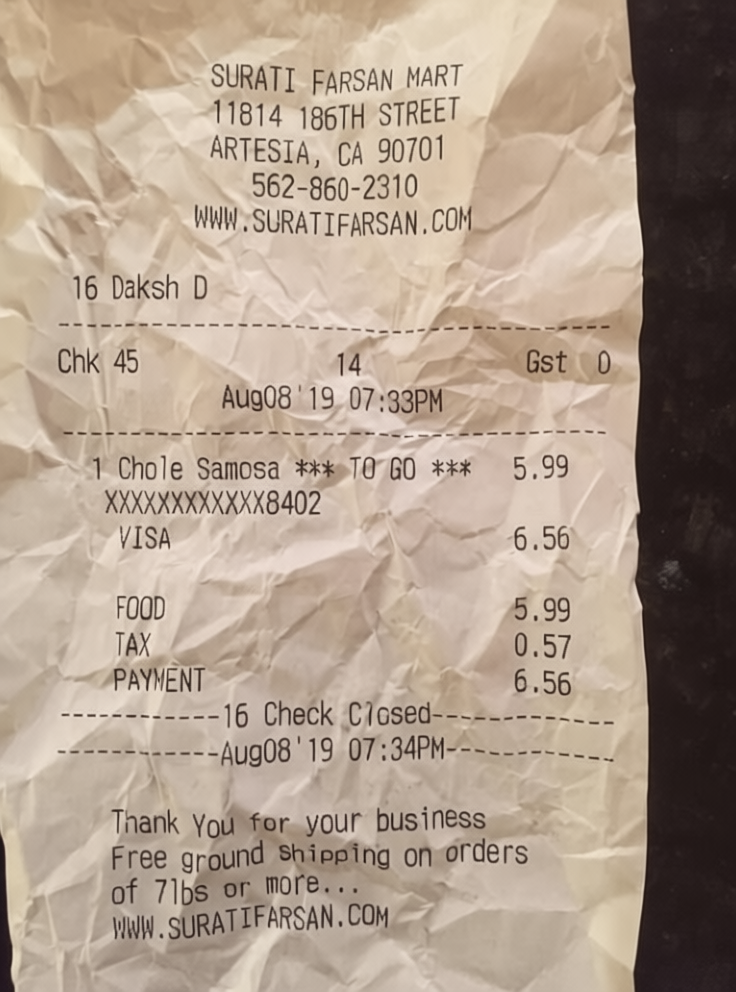 SURATI FARSAN MART
11814 186TH STREET
ARTESIA, CA 90701
562-860-2310
WWW.SURATIFARSAN.COM
16 Daksh D
Chk 45 14 Gst 0
Aug08'19 07:33PM
1 Chole Samosa *** TO GO *** 5.99
XXXXXXXXXXXX8402
VISA 6.56
FOOD 5.99
TAX 0.57
PAYMENT 6.56
-----------16 Check Closed-------------
-----------Aug08'19 07:34PM------------
Thank You for your business
Free ground shipping on orders
of 7lbs or more...
WWW.SURATIFARSAN.COM